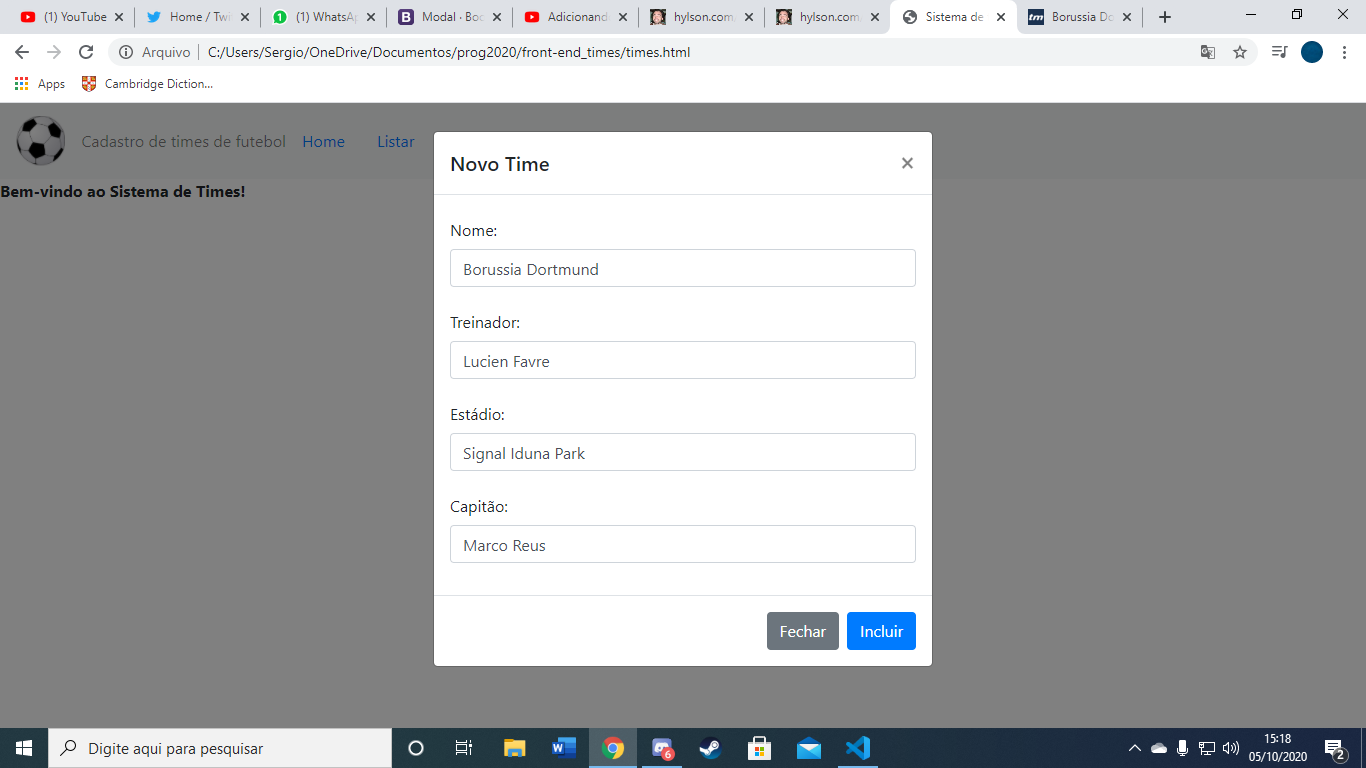 (1) YouTube
Home / Twi
(1) WhatsAp
Modal · Boo
Adicionand
hylson.com
hylson.com
Sistema de
tm Borussia Do
Arquivo C:/Users/Sergio/OneDrive/Documentos/prog2020/front-end_times/times.html
Apps Cambridge Diction...
Cadastro de times de futebol Home Listar
Bem-vindo ao Sistema de Times!
Novo Time ×
Nome:
Borussia Dortmund
Treinador:
Lucien Favre
Estádio:
Signal Iduna Park
Capitão:
Marco Reus
Fechar Incluir
Digite aqui para pesquisar
6
15:18
05/10/2020
2